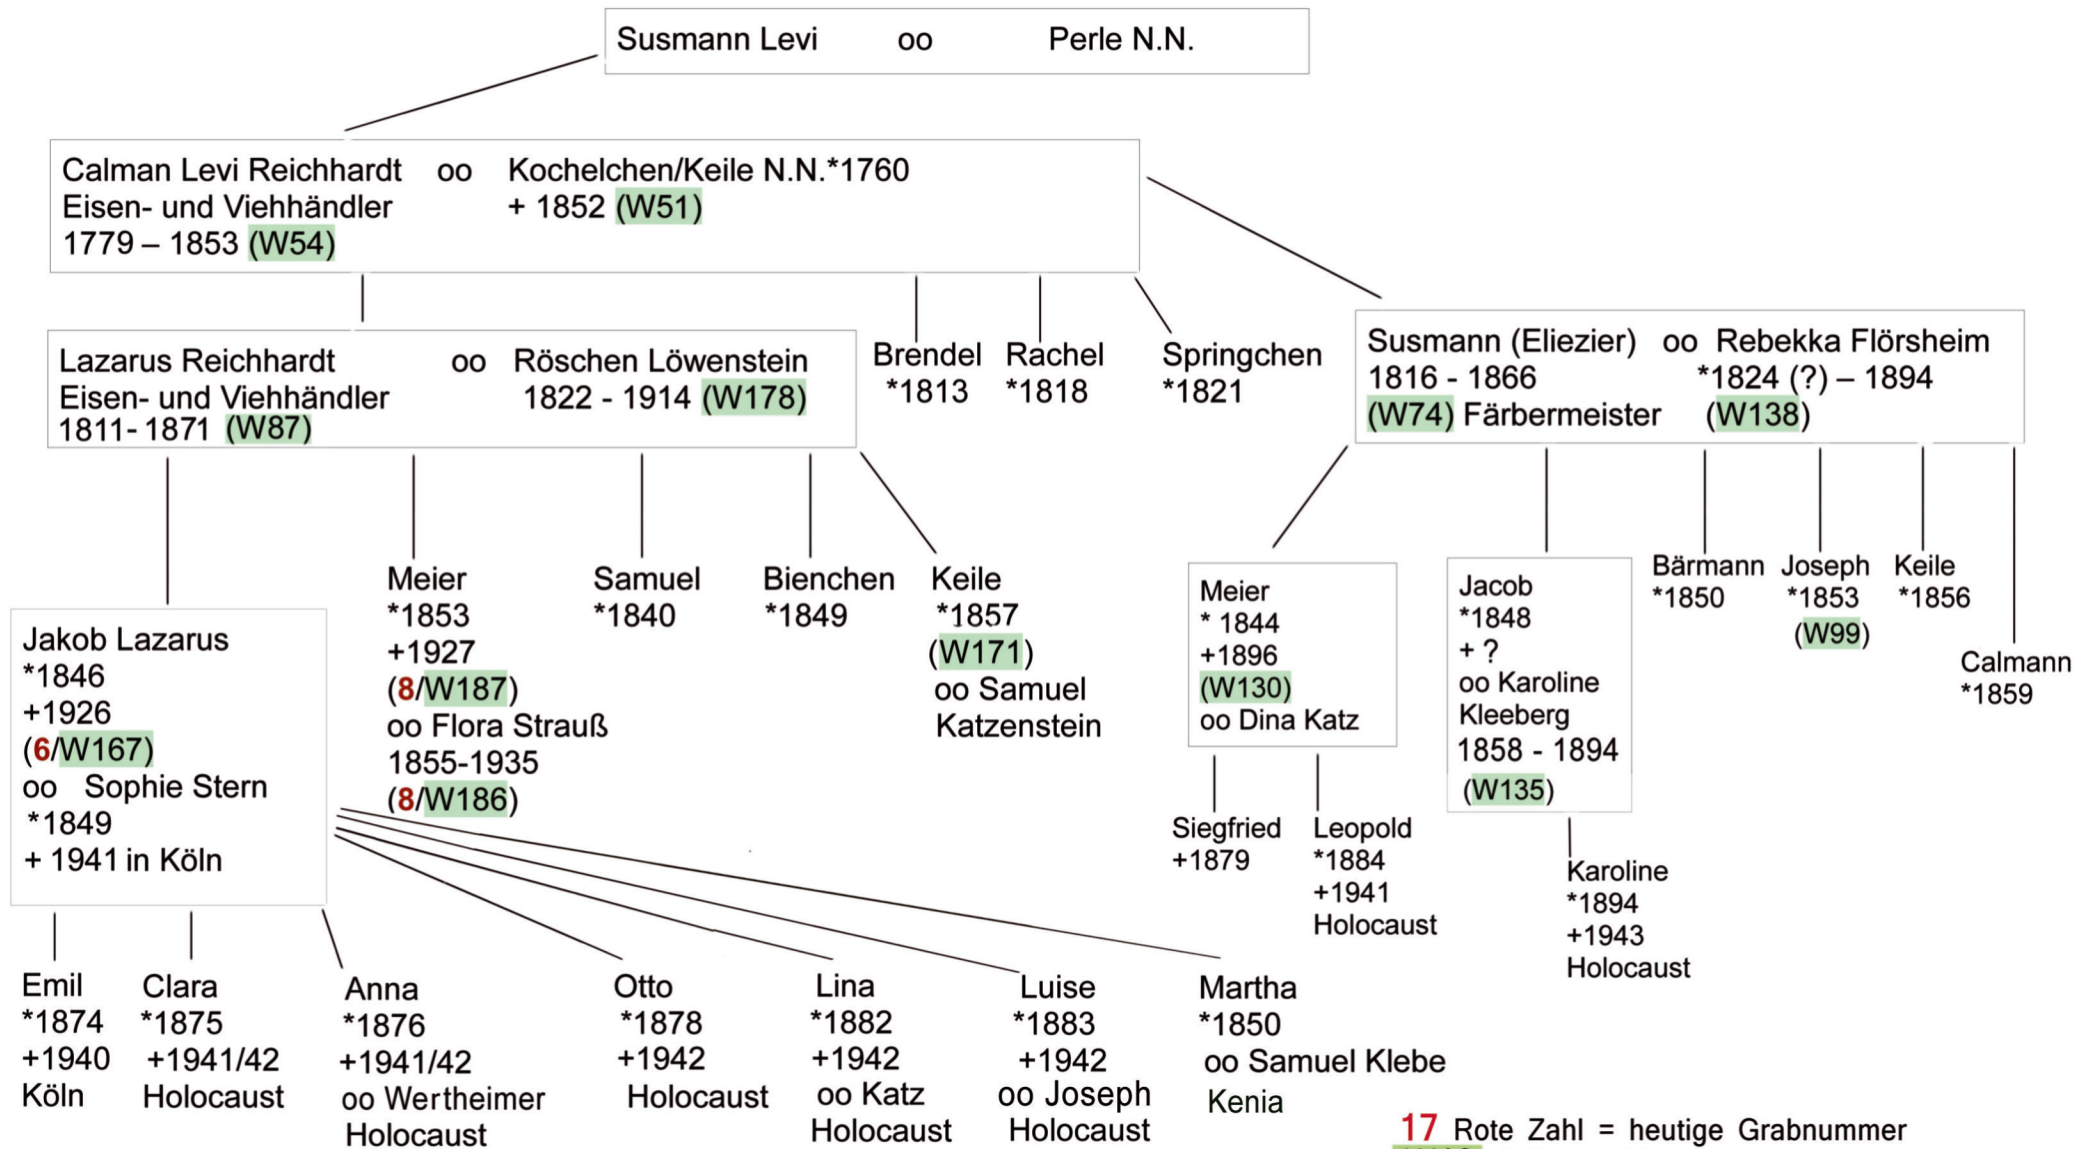 Susmann Levi oo Perle N.N.
Calman Levi Reichhardt oo Kochelchen/Keile N.N.*1760
Eisen- und Viehhändler + 1852 (W51)
1779 – 1853 (W54)
Lazarus Reichhardt oo Röschen Löwenstein
Eisen- und Viehhändler 1822 - 1914 (W178)
1811- 1871 (W87)
Brendel
*1813
Rachel
*1818
Springchen
*1821
Susmann (Eliezier) oo Rebekka Flörsheim
1816 - 1866 *1824 (?) – 1894
(W74) Färbermeister (W138)
Jakob Lazarus
*1846
+1926
(6/W167)
oo Sophie Stern
*1849
+ 1941 in Köln
Meier
*1853
+1927
(8/W187)
oo Flora Strauß
1855-1935
(8/W186)
Samuel
*1840
Bienchen
*1849
Keile
*1857
(W171)
oo Samuel
Katzenstein
Meier
* 1844
+1896
(W130)
oo Dina Katz
Jacob
*1848
+ ?
oo Karoline
Kleeberg
1858 - 1894
(W135)
Bärmann
*1850
Joseph
*1853
(W99)
Keile
*1856
Calmann
*1859
Siegfried
+1879
Leopold
*1884
+1941
Holocaust
Karoline
*1894
+1943
Holocaust
Emil
*1874
+1940
Köln
Clara
*1875
+1941/42
Holocaust
Anna
*1876
+1941/42
oo Wertheimer
Holocaust
Otto
*1878
+1942
Holocaust
Lina
*1882
+1942
oo Katz
Holocaust
Luise
*1883
+1942
oo Joseph
Holocaust
Martha
*1850
oo Samuel Klebe
Kenia
17 Rote Zahl = heutige Grabnummer